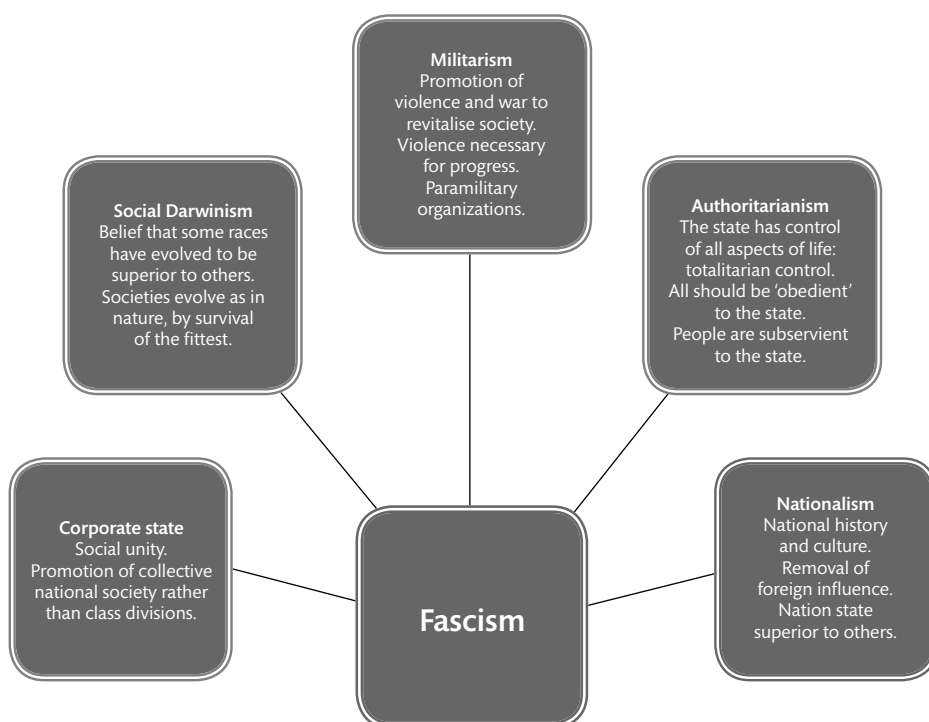 Militarism
Promotion of
violence and war to
revitalise society.
Violence necessary
for progress.
Paramilitary
organizations.
Social Darwinism
Belief that some races
have evolved to be
superior to others.
Societies evolve as in
nature, by survival
of the fittest.
Authoritarianism
The state has control
of all aspects of life:
totalitarian control.
All should be ‘obedient’
to the state.
People are subservient
to the state.
Corporate state
Social unity.
Promotion of collective
national society rather
than class divisions.
Fascism
Nationalism
National history
and culture.
Removal of
foreign influence.
Nation state
superior to others.